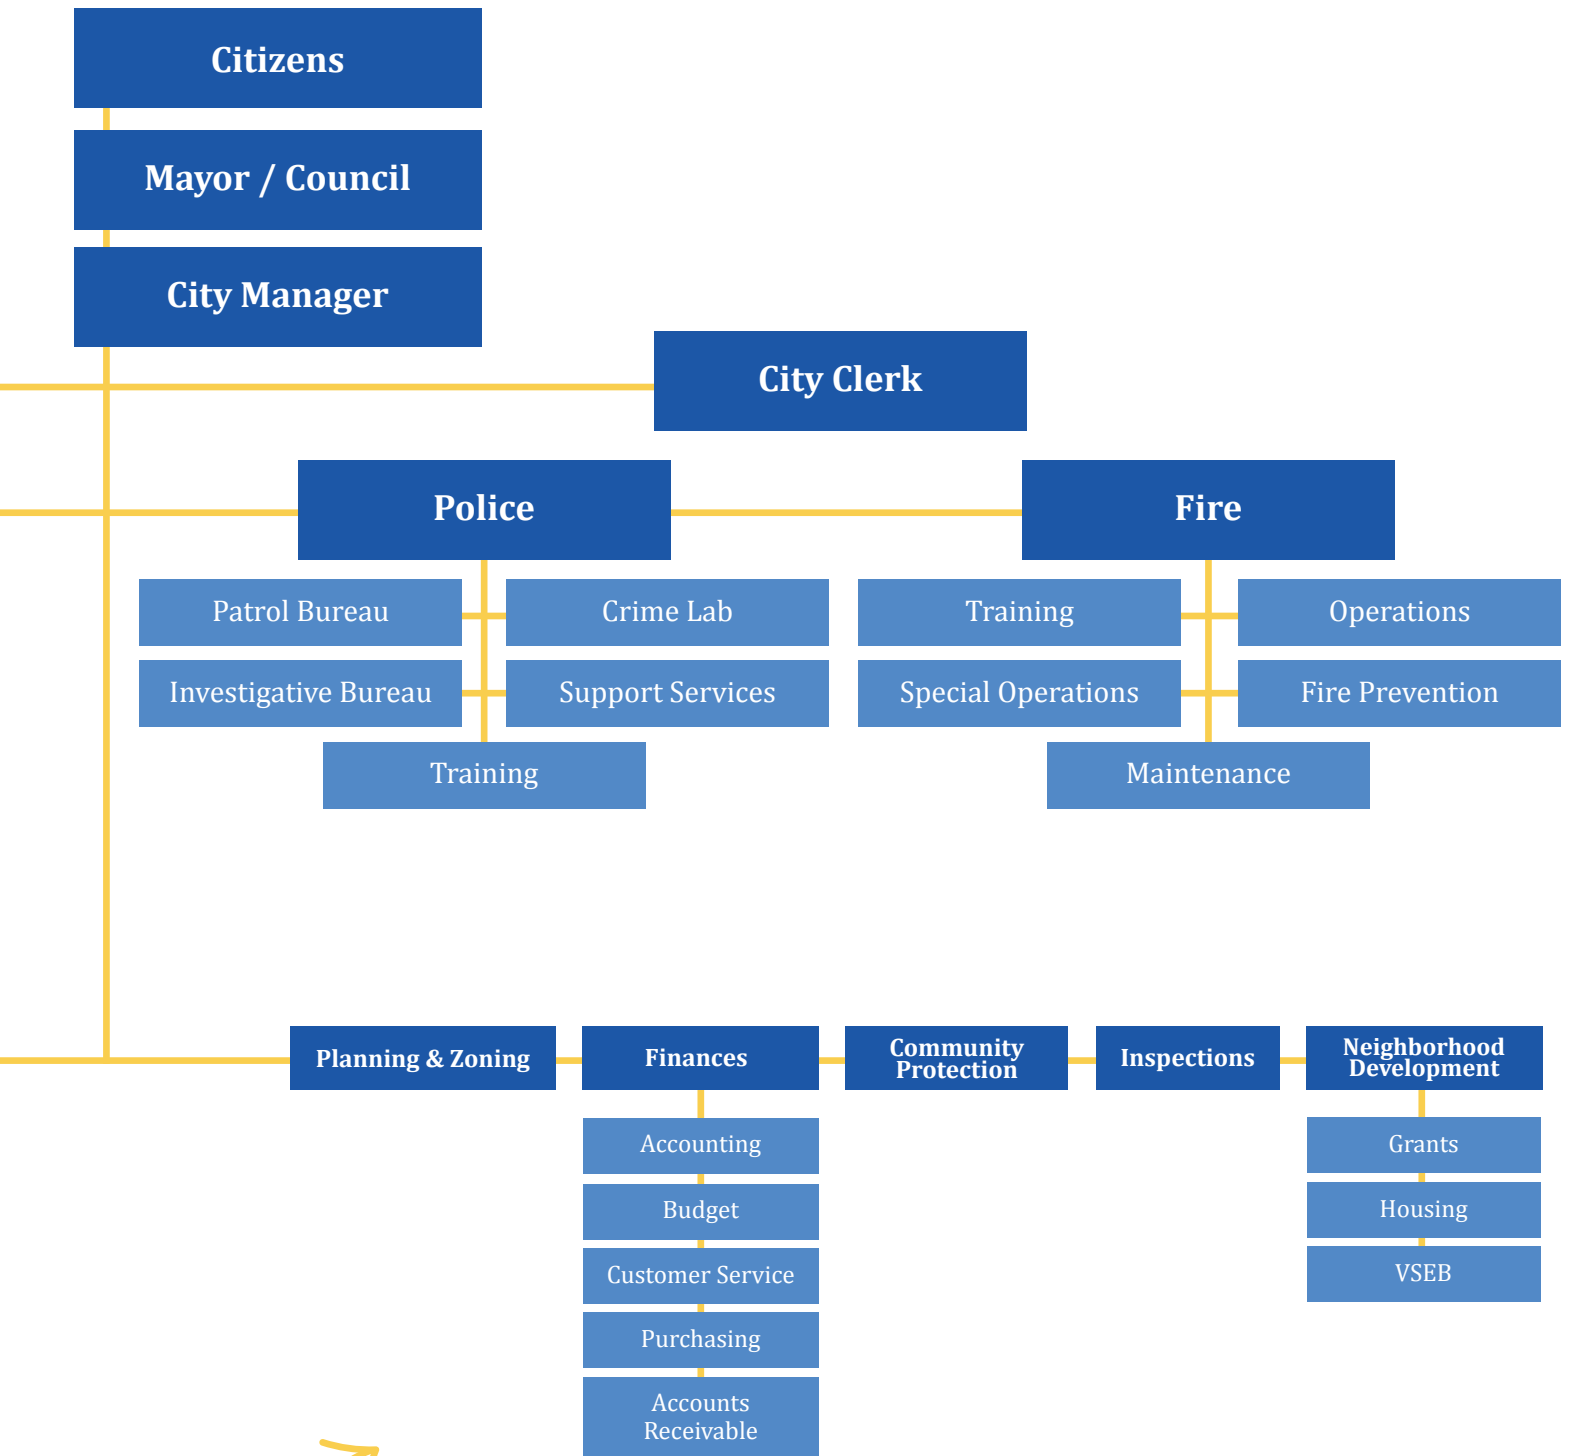 Citizens
Mayor / Council
City Manager
City Clerk
Police
Fire
Patrol Bureau
Crime Lab
Training
Operations
Investigative Bureau
Support Services
Special Operations
Fire Prevention
Training
Maintenance
Planning & Zoning
Finances
Community
Protection
Inspections
Neighborhood
Development
Accounting
Grants
Budget
Housing
Customer Service
VSEB
Purchasing
Accounts
Receivable